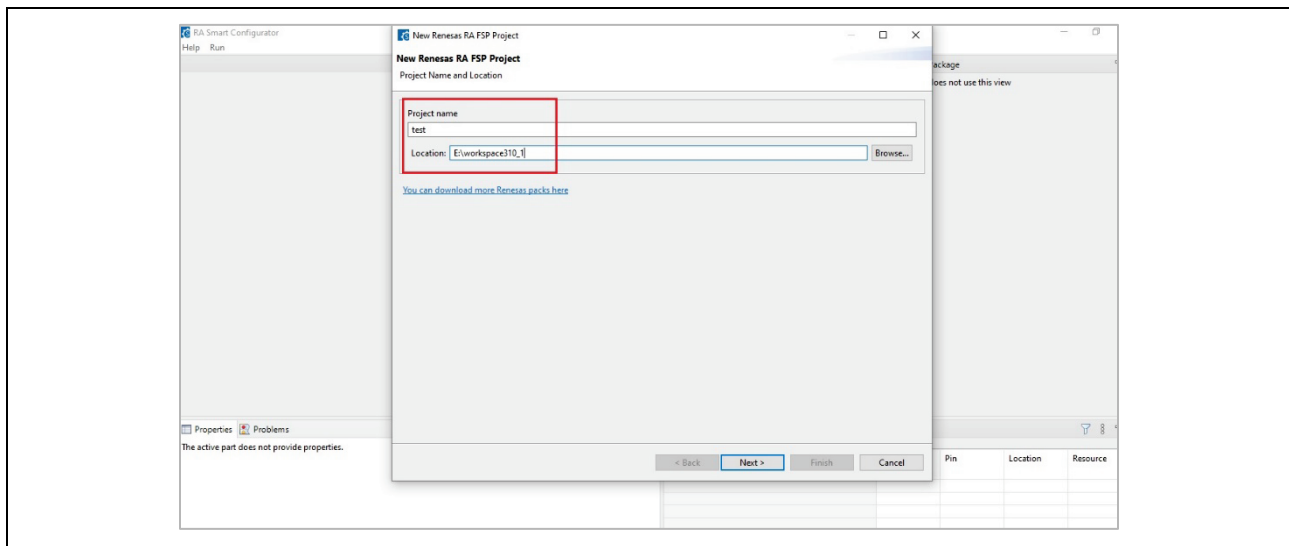 RA Smart Configurator
Help Run
New Renesas RA FSP Project
New Renesas RA FSP Project
Project Name and Location
Project name
test
Location: E:\workspace310_1
Browse...
You can download more Renesas packs here
ackage
does not use this view
Properties Problems
The active part does not provide properties.
< Back Next > Finish Cancel
Pin Location Resource